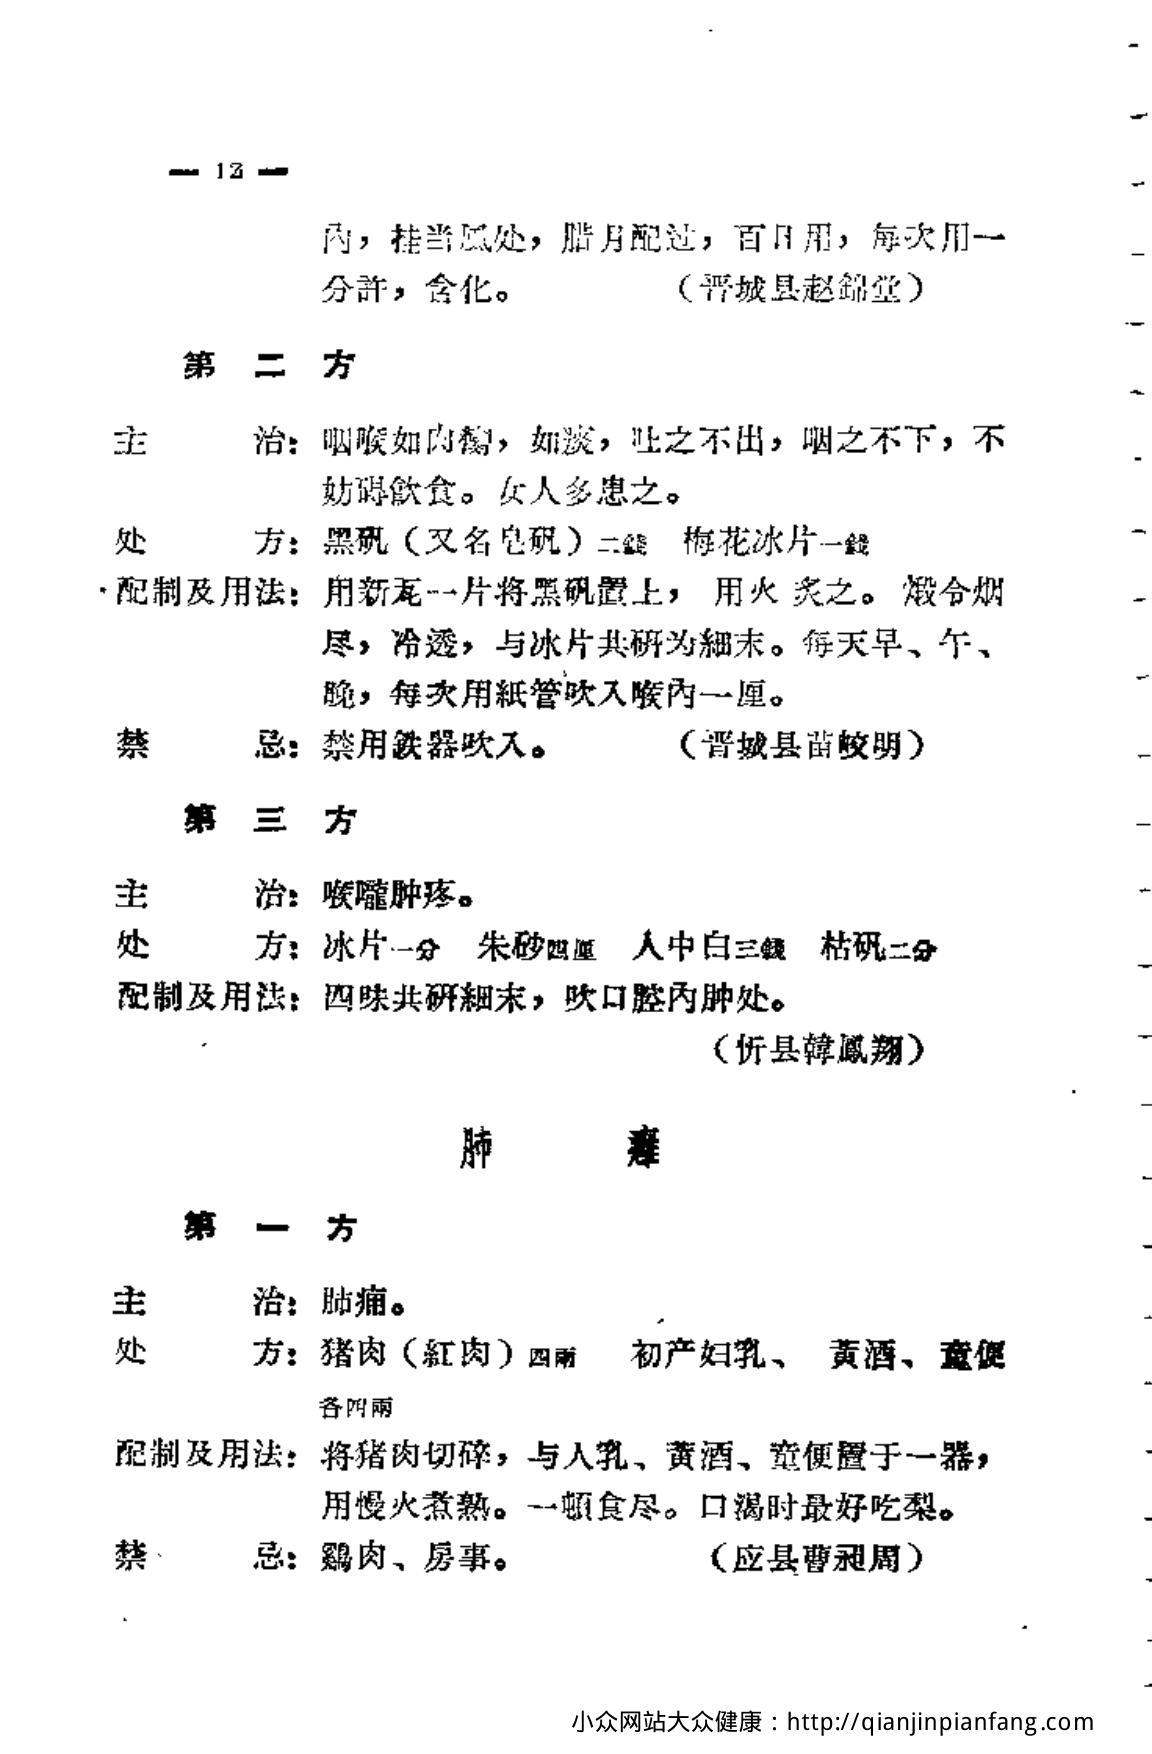 — 12 —
內，挂当風处，腊月配过，百日用，每次用一
分許，含化。 （晋城县赵錦堂）
第 二 方
主 治：咽喉如肉臠，如淡，吐之不出，咽之不下，不
妨碍飲食。女人多患之。
处 方：黑矾（又名皂矾）二錢 梅花冰片一錢
配制及用法：用新瓦一片将黑矾置上，用火炙之。煅令烟
尽，冷透，与冰片共研为細末。每天早、午、
晚，每次用紙管吹入喉內一厘。
禁 忌：禁用鉄器吹入。 （晋城县苗皎明）
第 三 方
主 治：喉嚨肿疼。
处 方：冰片一分 朱砂四厘 人中白三錢 枯矾二分
配制及用法：四味共研細末，吹口腔內肿处。
（忻县韓鳳翔）
肺 癰
第 一 方
主 治：肺痈。
处 方：猪肉（紅肉）四兩 初产妇乳、 黄酒、童便
各四兩
配制及用法：将猪肉切碎，与人乳、黄酒、童便置于一器，
用慢火煮熟。一頓食尽。口渴时最好吃梨。
禁 忌：鷄肉、房事。 （应县曹昶周）
小众网站大众健康：http://qianjinpianfang.com